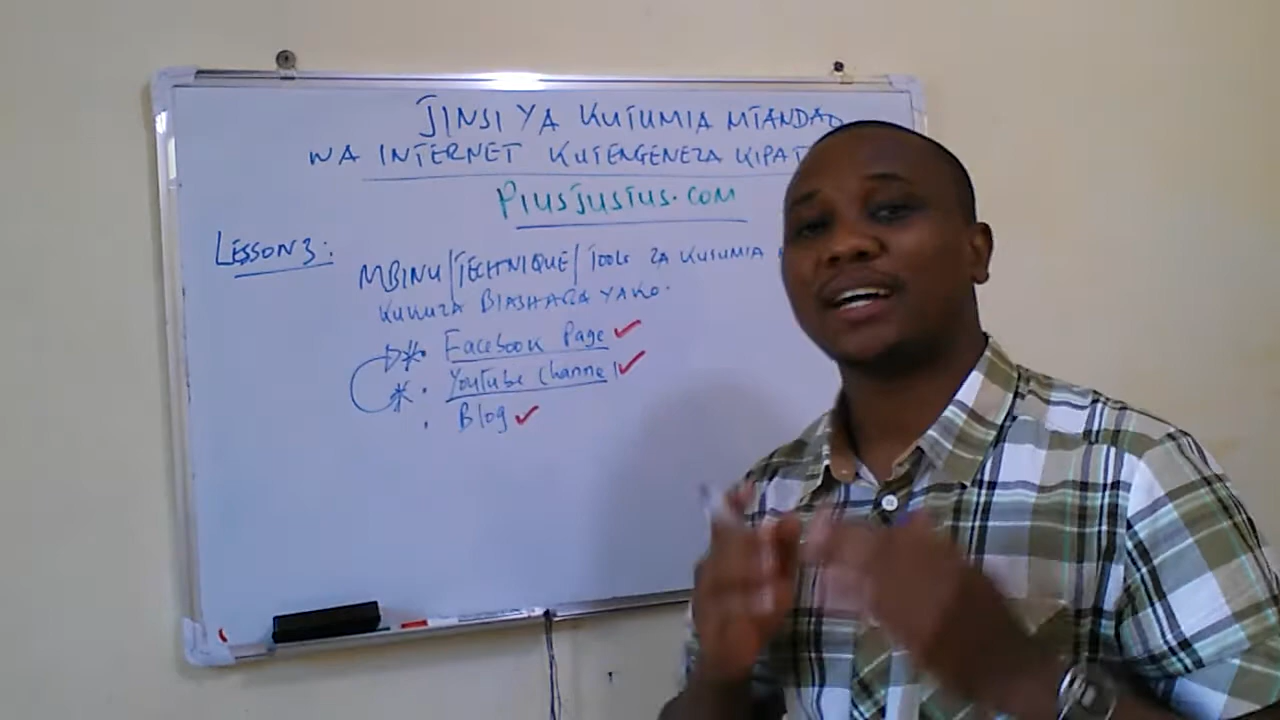 JINSI YA KUTUMIA MTANDAO
WA INTERNET KUTENGENEZA KIPAT
PIUSJUSTUS.COM
LESSON 3:
MBINU/TECHNIQUE/TOOLS ZA KUTUMIA
KUKUZA BIASHARA YAKO.
Facebook Page
YouTube Channel
Blog